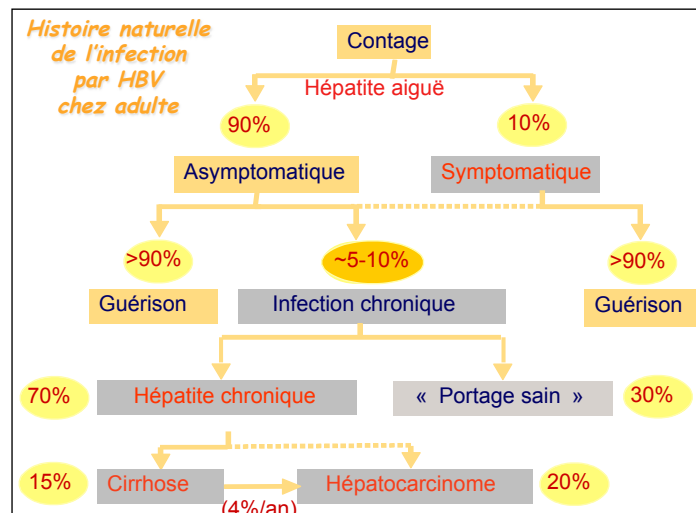 Histoire naturelle
de l'infection
par HBV
chez adulte
Contage
Hépatite aiguë
90%
10%
Asymptomatique
Symptomatique
>90%
~5-10%
>90%
Guérison
Infection chronique
Guérison
70%
Hépatite chronique
« Portage sain »
30%
15%
Cirrhose
Hépatocarcinome
20%
(4%/an)